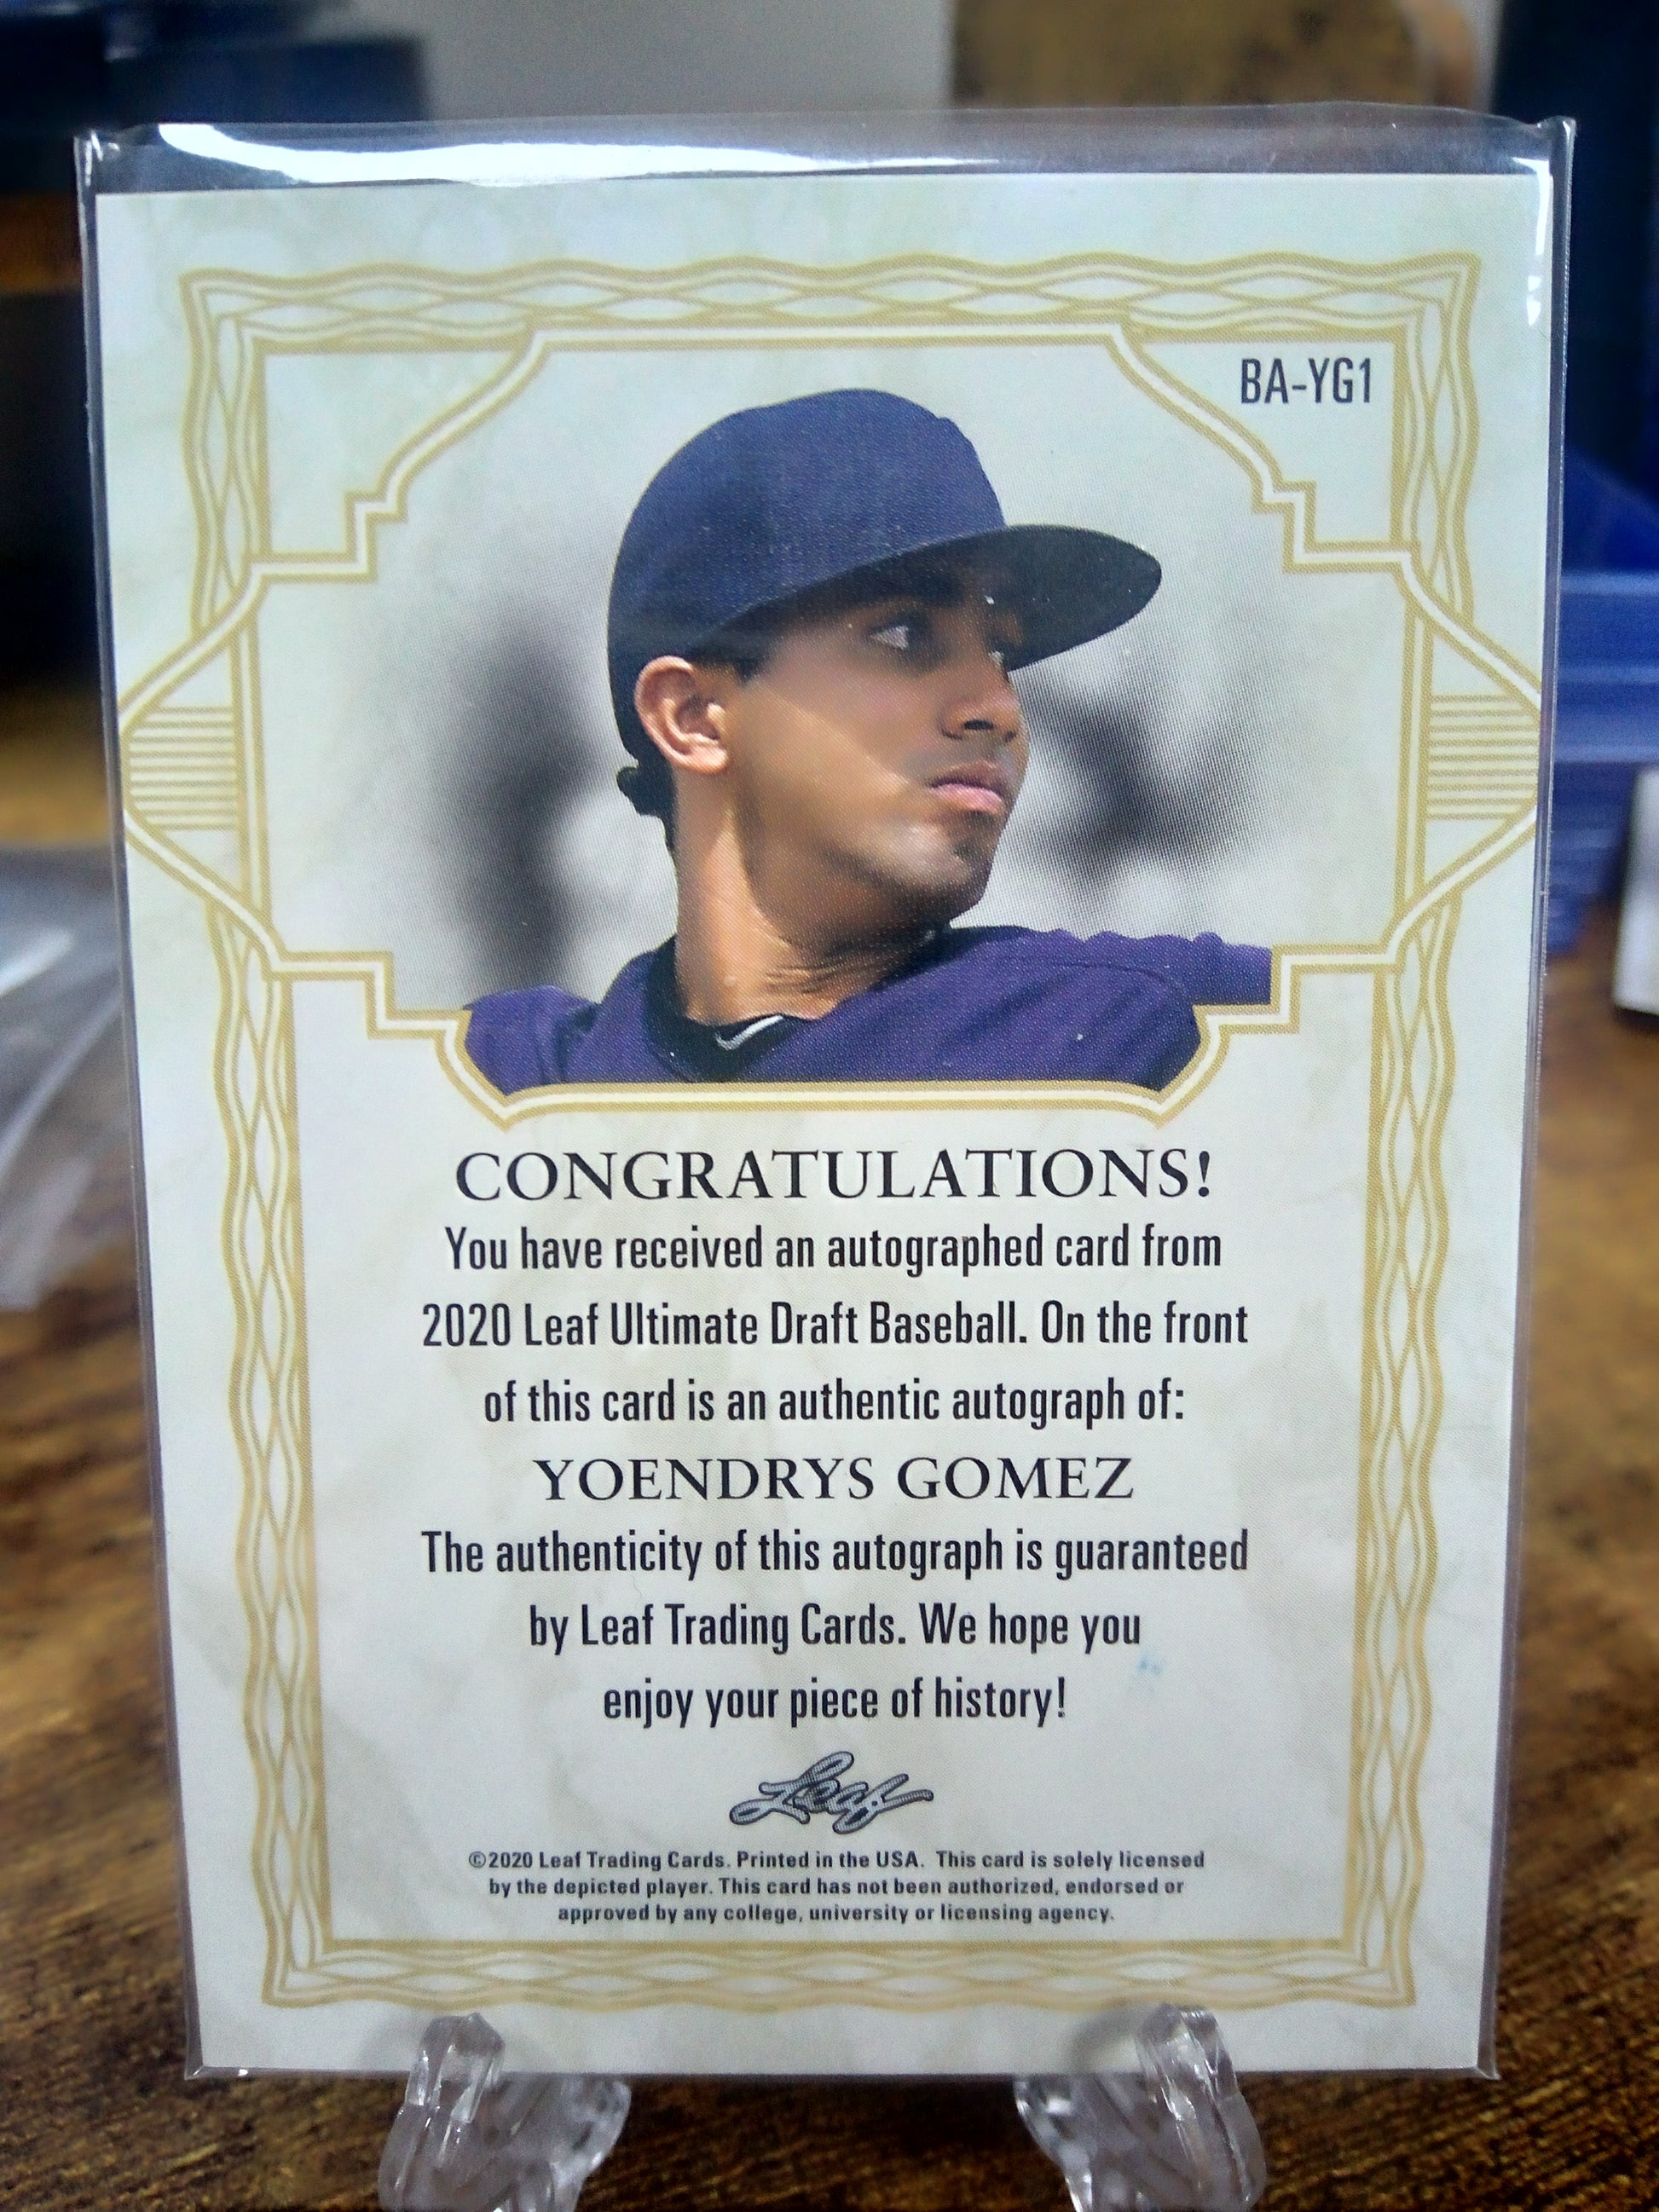 BA-YG1
CONGRATULATIONS!
You have received an autographed card from
2020 Leaf Ultimate Draft Baseball. On the front
of this card is an authentic autograph of:
YOENDRYS GOMEZ
The authenticity of this autograph is guaranteed
by Leaf Trading Cards. We hope you
enjoy your piece of history!
Leaf
©2020 Leaf Trading Cards. Printed in the USA. This card is solely licensed
by the depicted player. This card has not been authorized, endorsed or
approved by any college, university or licensing agency.